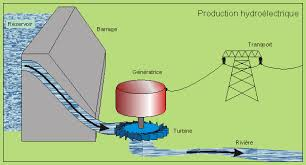 Production hydroélectrique
Réservoir
Barrage
Transport
Génératrice
Turbine
Rivière